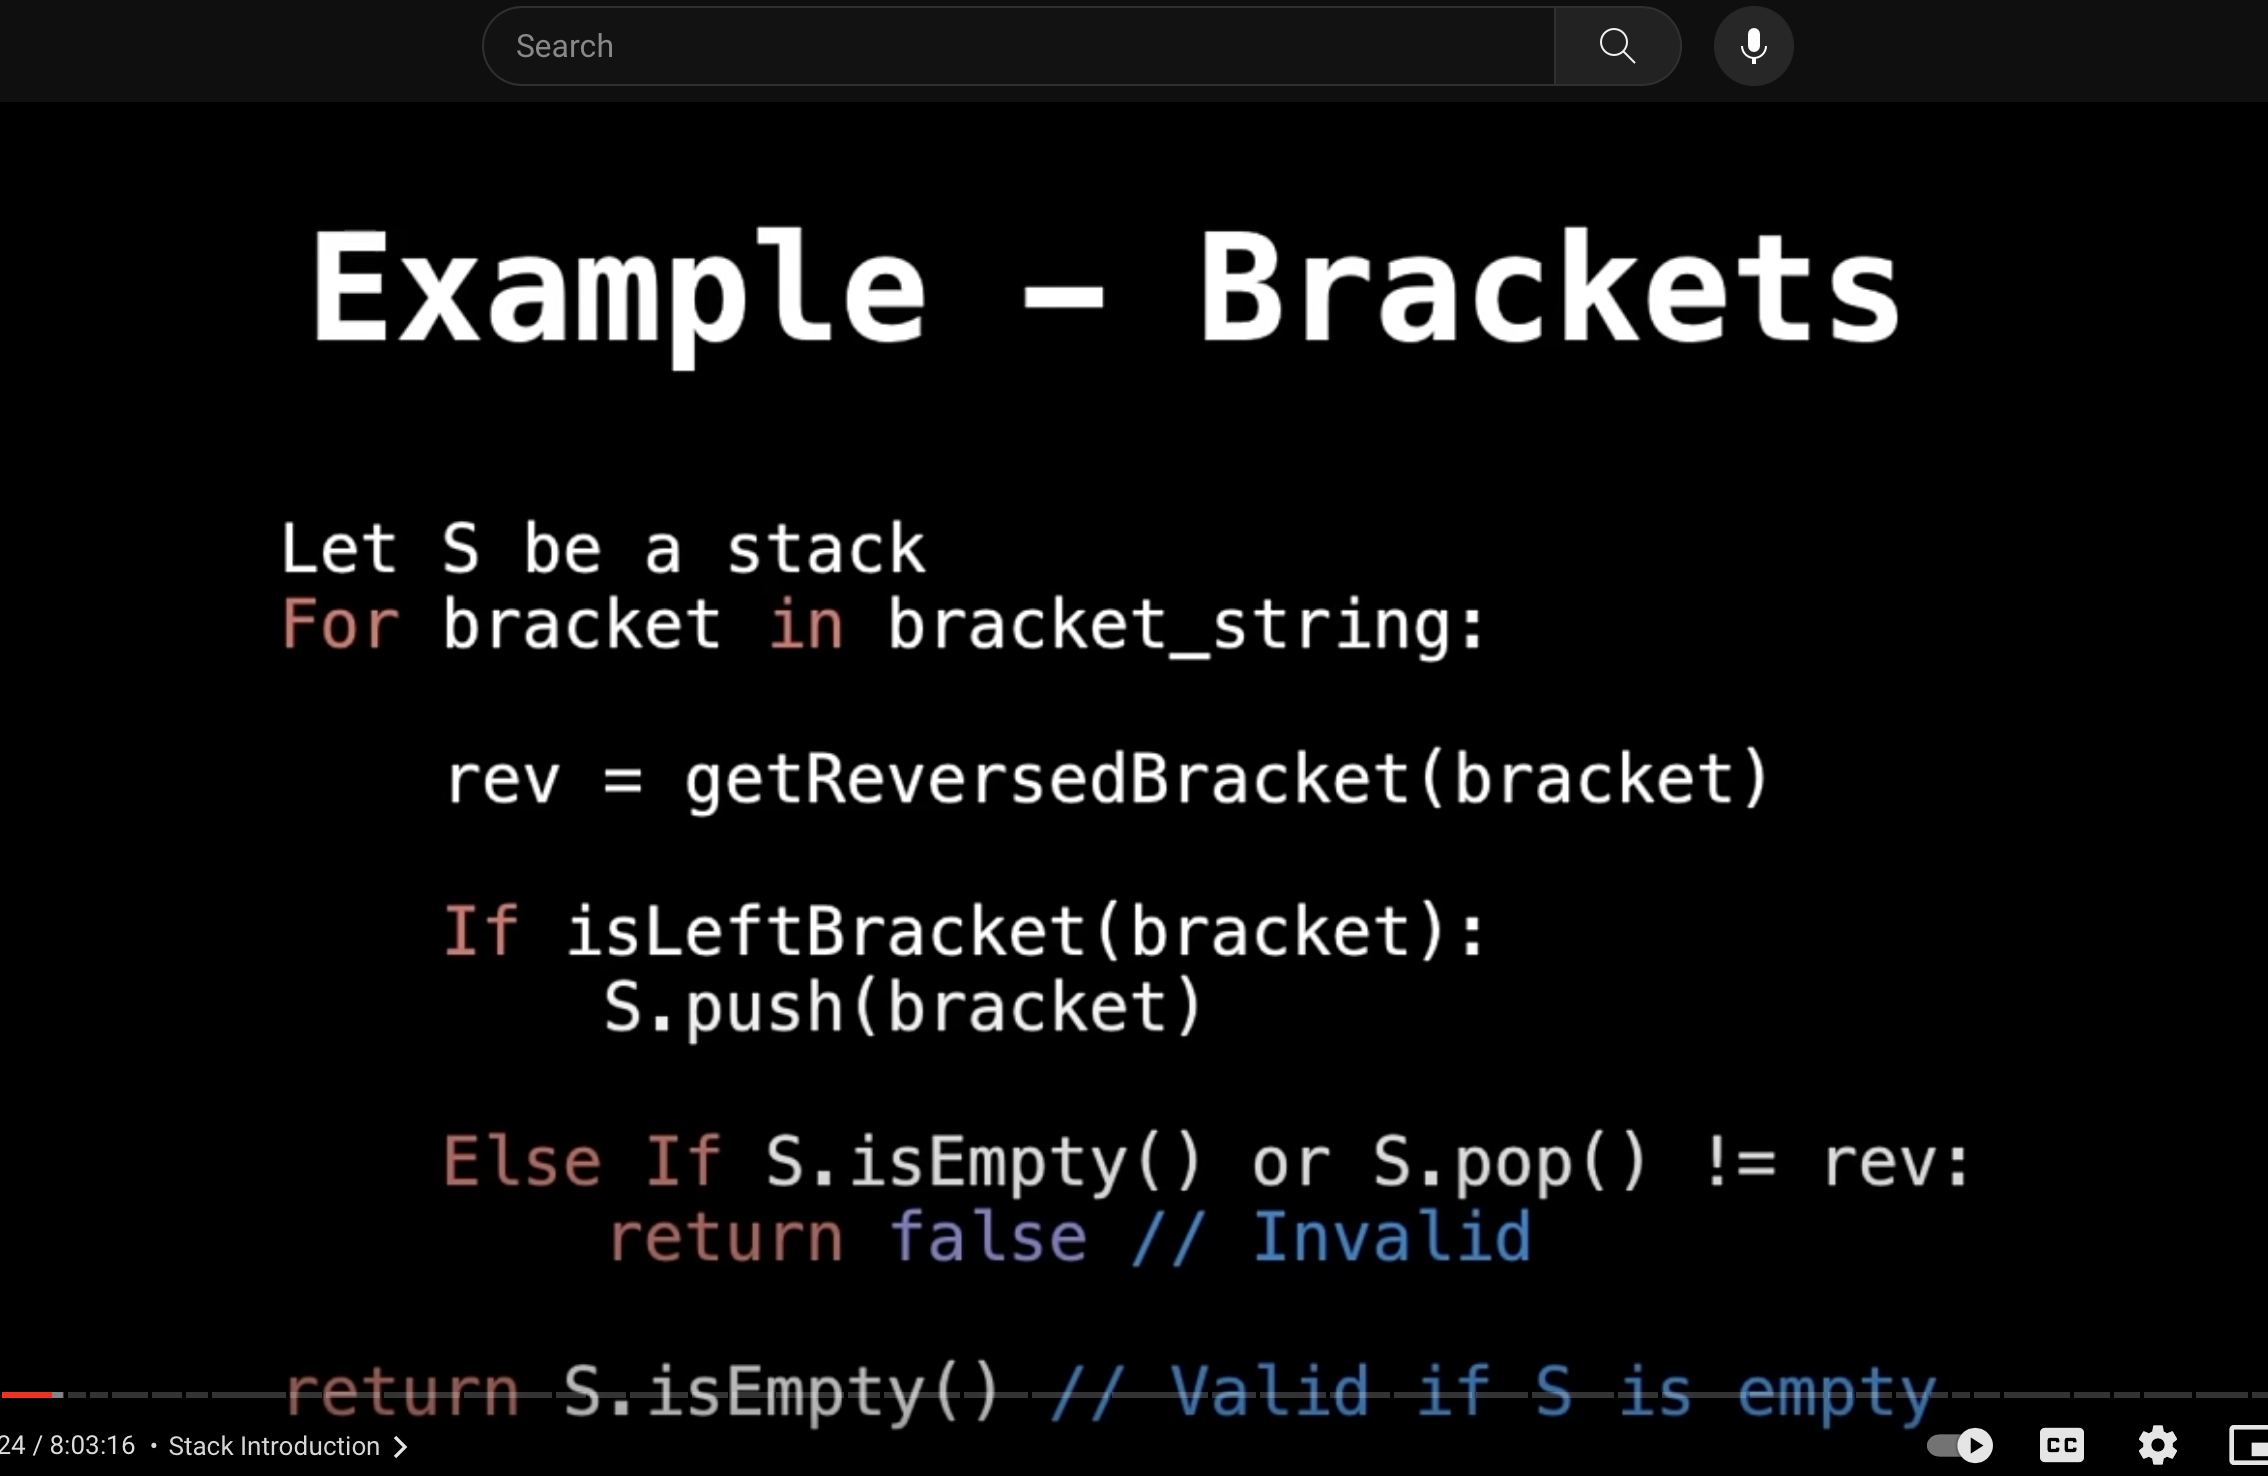 Search
Example – Brackets
Let S be a stack
For bracket in bracket_string:
rev = getReversedBracket(bracket)
If isLeftBracket(bracket):
S.push(bracket)
Else If S.isEmpty() or S.pop() != rev:
return false // Invalid
return S.isEmpty() // Valid if S is empty
24 / 8:03:16 • Stack Introduction
CC